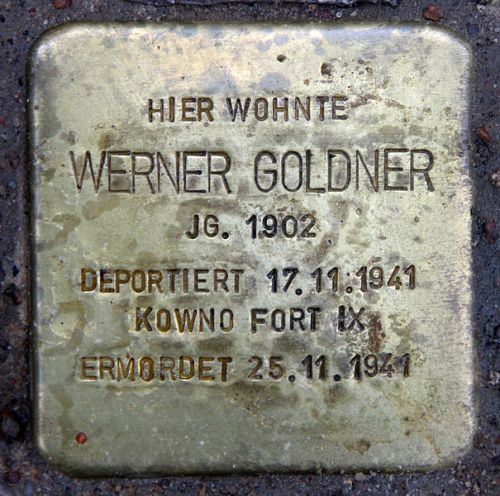 HIER WOHNTE
WERNER GOLDNER
JG. 1902
DEPORTIERT 17.11.1941
KOWNO FORT IX
ERMORDET 25.11.1941